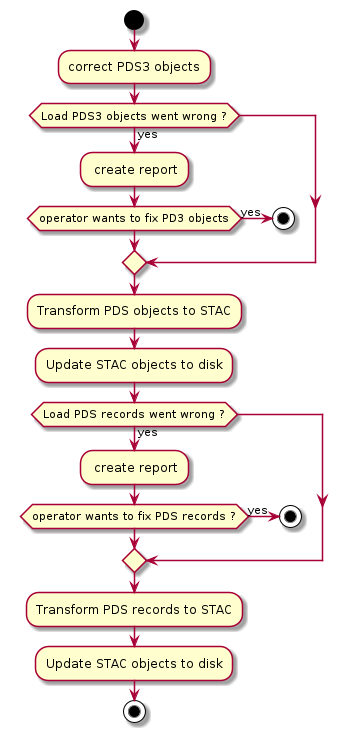 correct PDS3 objects
Load PDS3 objects went wrong ?
yes
create report
operator wants to fix PD3 objects
yes
Transform PDS objects to STAC
Update STAC objects to disk
Load PDS records went wrong ?
yes
create report
operator wants to fix PDS records ?
yes
Transform PDS records to STAC
Update STAC objects to disk